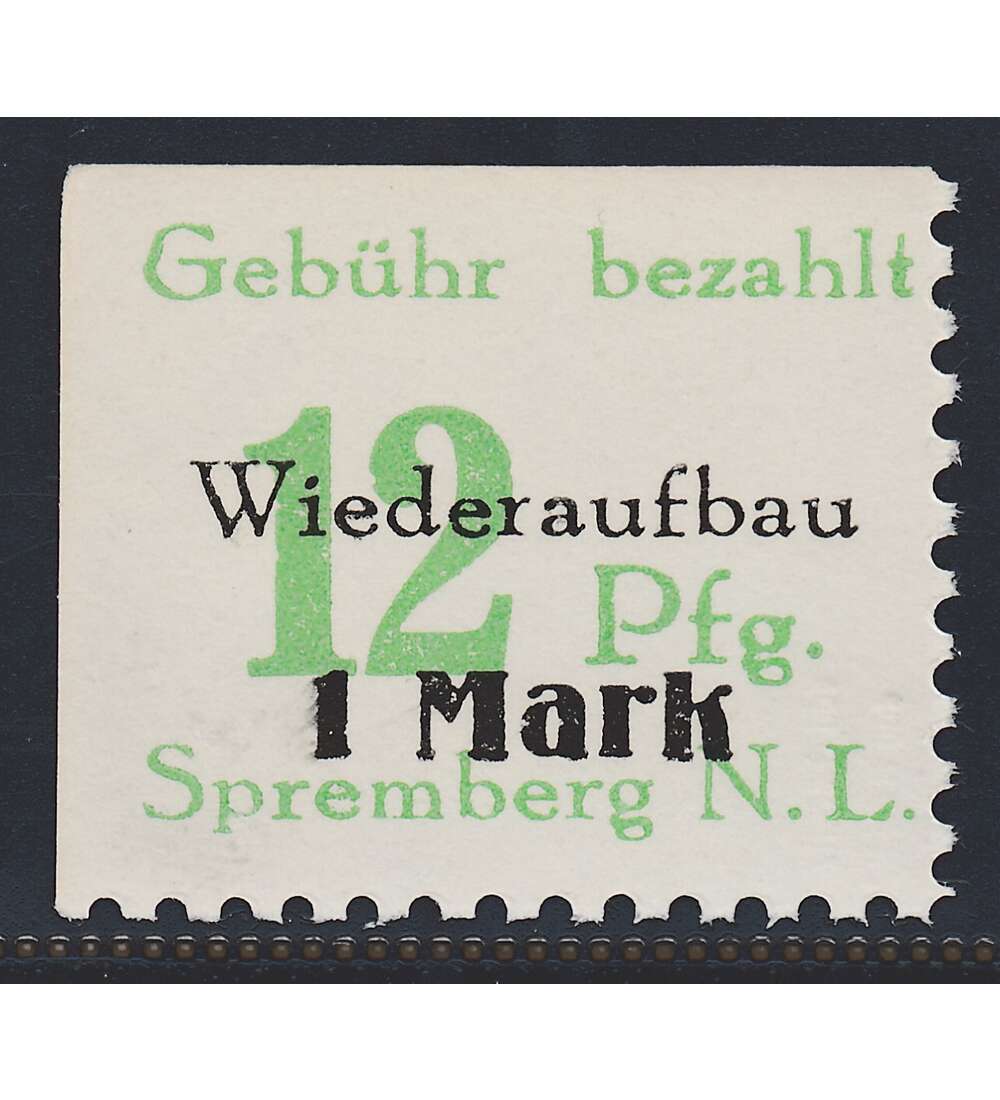 Gebühr bezahlt
12 Pfg.
Wiederaufbau
1 Mark
Spremberg N.L.